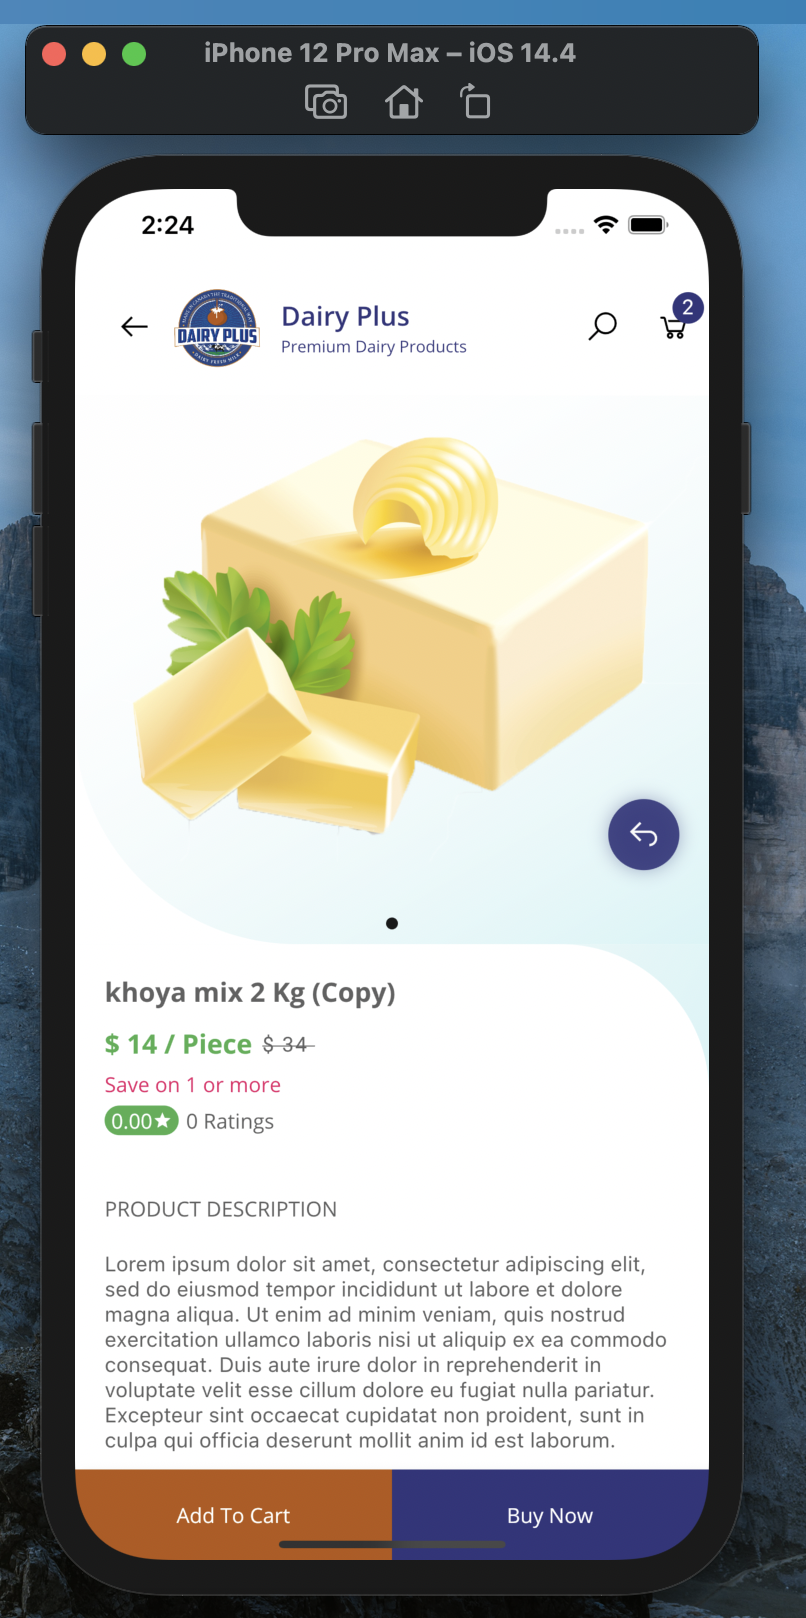 iPhone 12 Pro Max – iOS 14.4
2:24
DAIRY PLUS
DAIRY FRESH MILK
Dairy Plus
Premium Dairy Products
2
khoya mix 2 Kg (Copy)
$ 14 / Piece $ 34
Save on 1 or more
0.00★ 0 Ratings
PRODUCT DESCRIPTION
Lorem ipsum dolor sit amet, consectetur adipiscing elit,
sed do eiusmod tempor incididunt ut labore et dolore
magna aliqua. Ut enim ad minim veniam, quis nostrud
exercitation ullamco laboris nisi ut aliquip ex ea commodo
consequat. Duis aute irure dolor in reprehenderit in
voluptate velit esse cillum dolore eu fugiat nulla pariatur.
Excepteur sint occaecat cupidatat non proident, sunt in
culpa qui officia deserunt mollit anim id est laborum.
Add To Cart
Buy Now